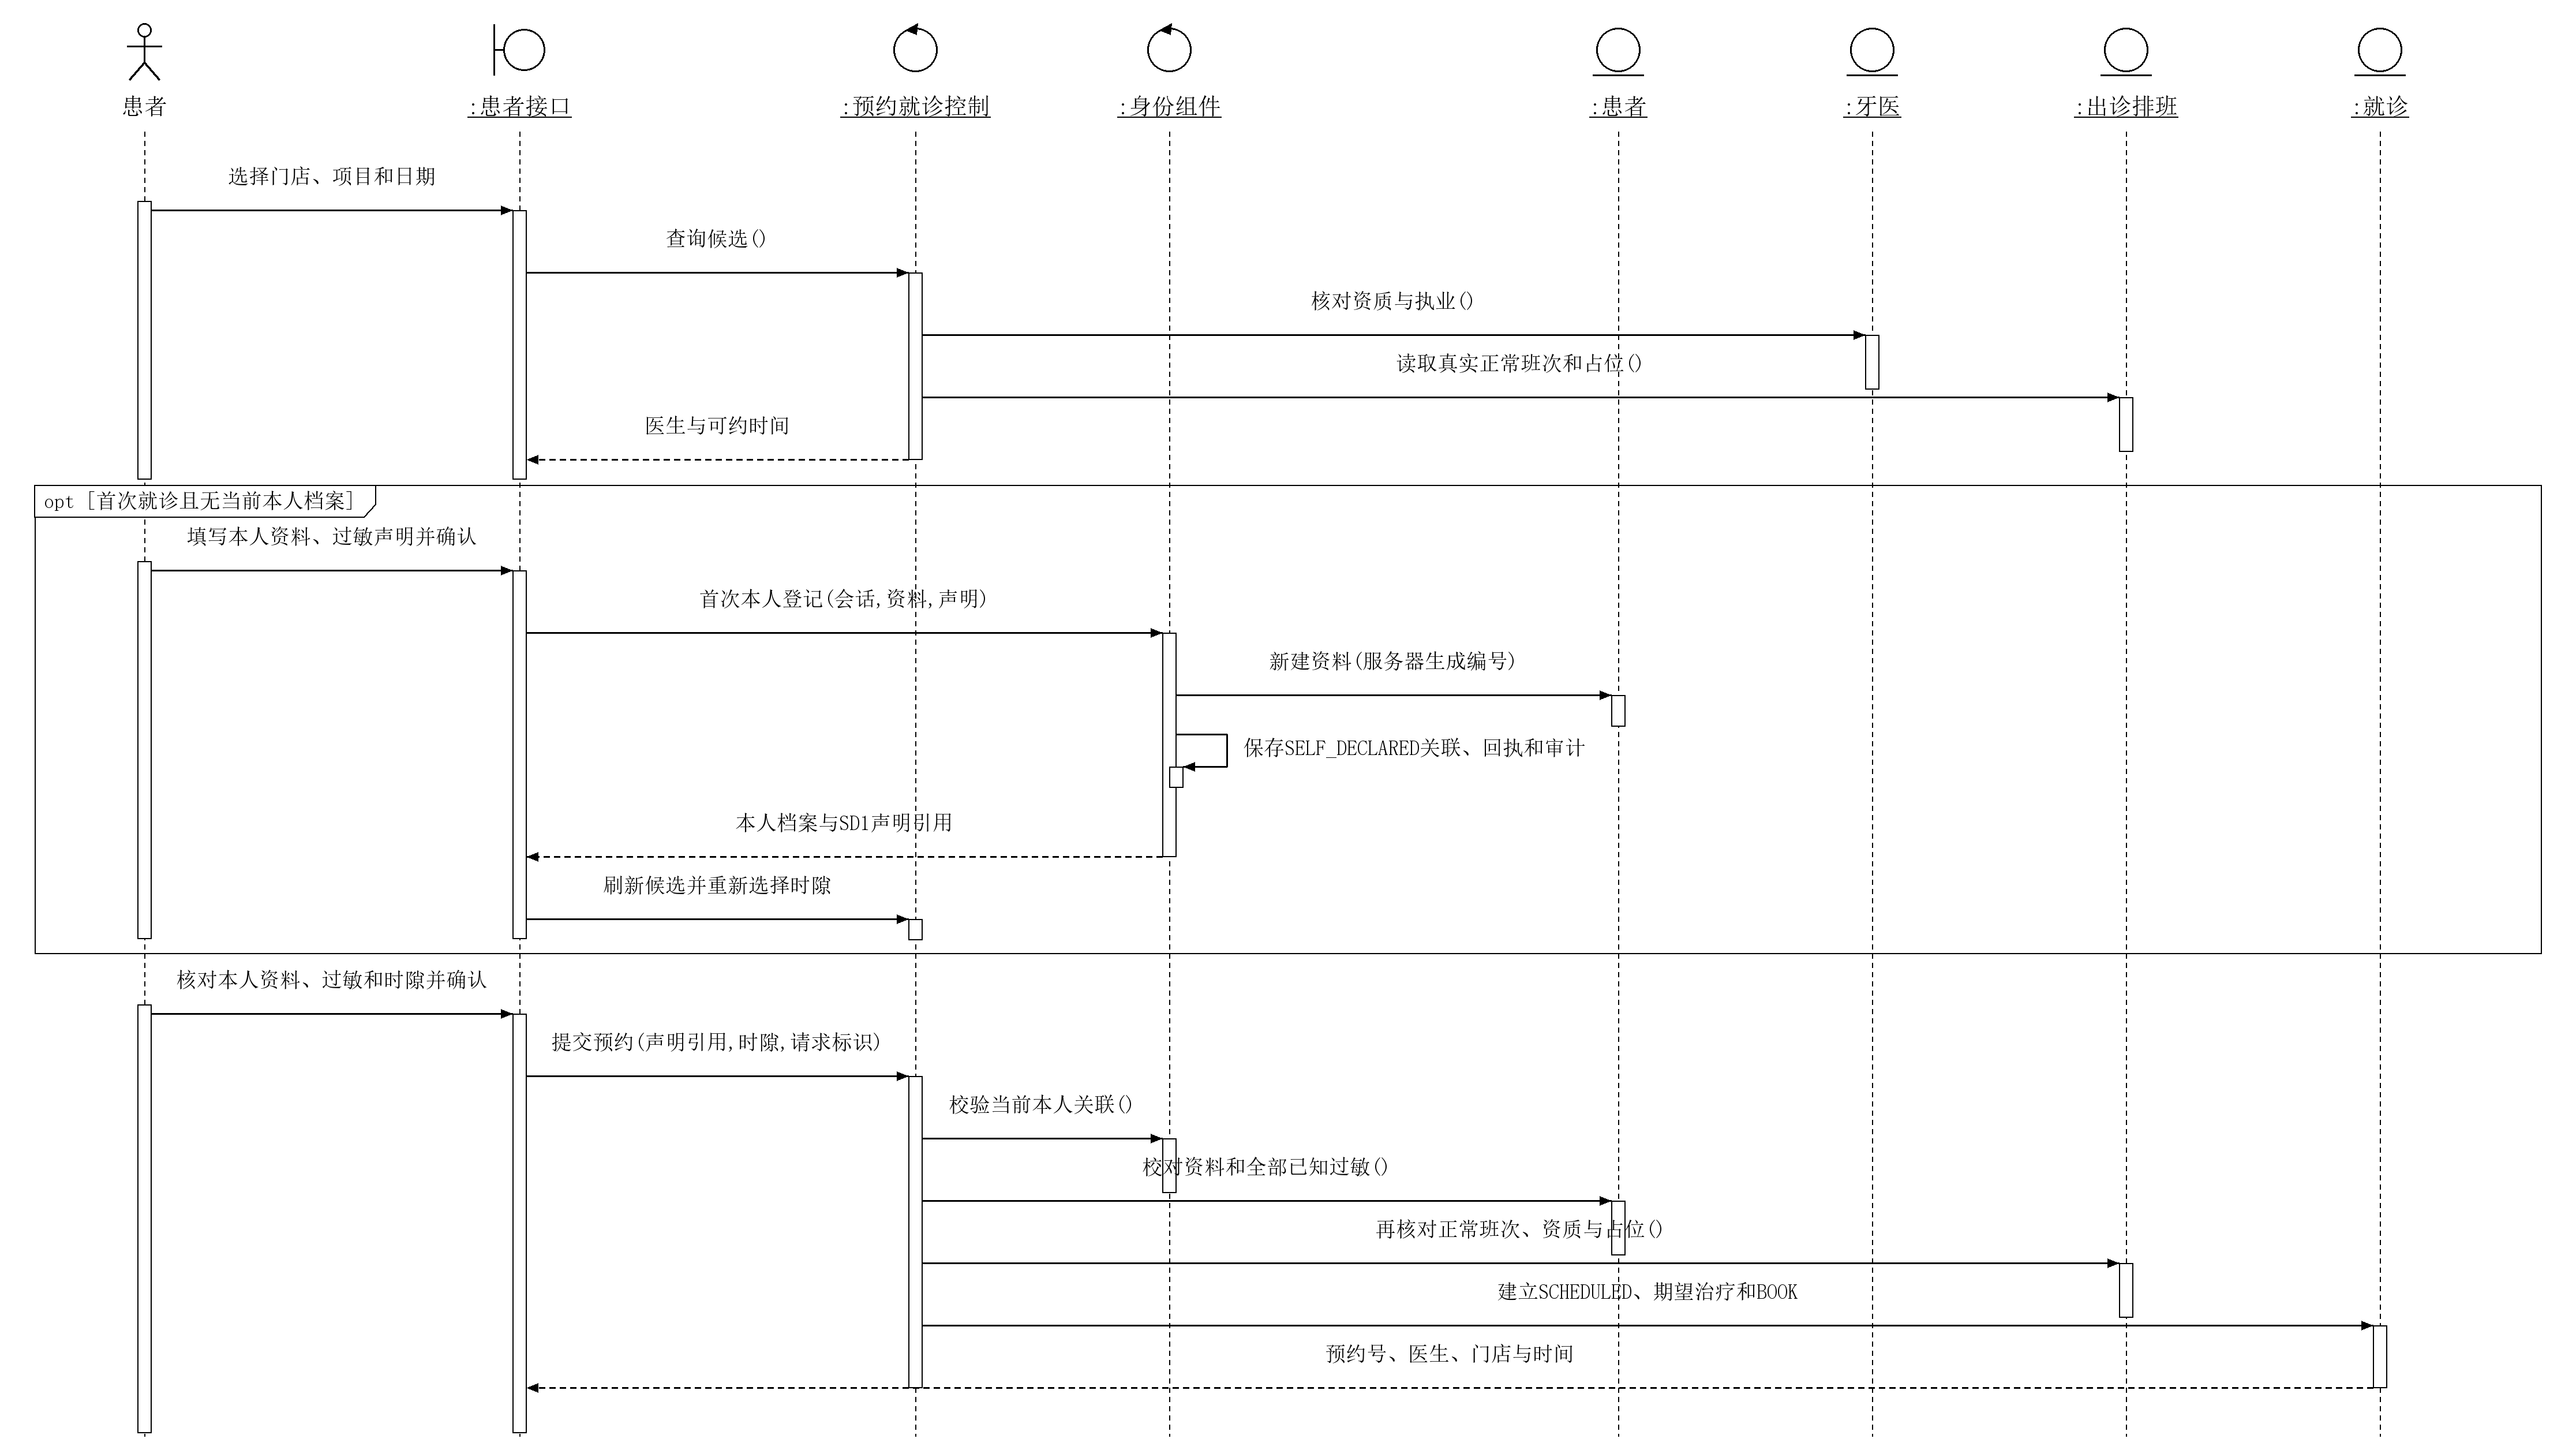 患者
:患者接口
:预约就诊控制
:身份组件
:患者
:牙医
:出诊排班
:就诊
选择门店、项目和日期
查询候选()
核对资质与执业()
读取真实正常班次和占位()
医生与可约时间
opt [首次就诊且无当前本人档案]
填写本人资料、过敏声明并确认
首次本人登记(会话,资料,声明)
新建资料(服务器生成编号)
保存SELF_DECLARED关联、回执和审计
本人档案与SD1声明引用
刷新候选并重新选择时隙
核对本人资料、过敏和时隙并确认
提交预约(声明引用,时隙,请求标识)
校验当前本人关联()
校对资料和全部已知过敏()
再核对正常班次、资质与占位()
建立SCHEDULED、期望治疗和BOOK
预约号、医生、门店与时间